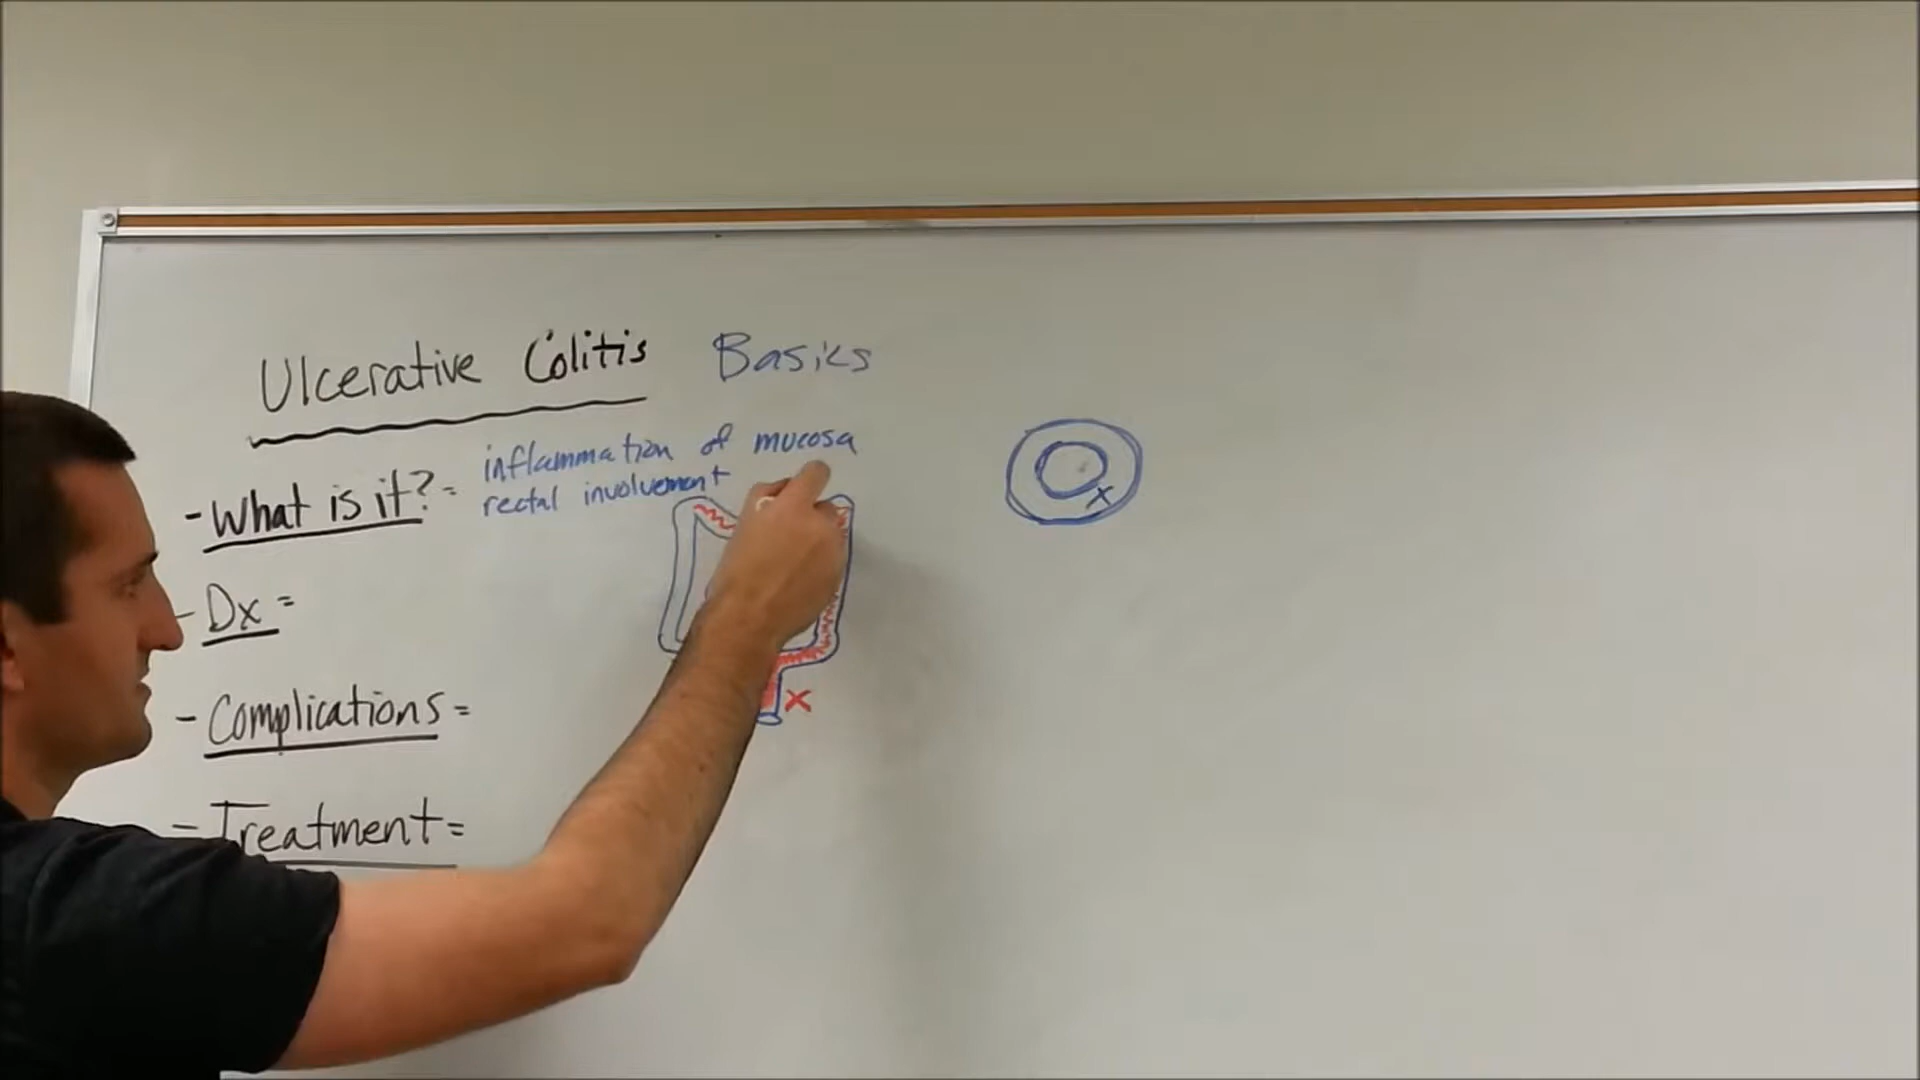 Ulcerative Colitis Basics
- What is it? = inflammation of mucosa
rectal involvement
- Dx =
X
X
- Complications =
- Treatment =